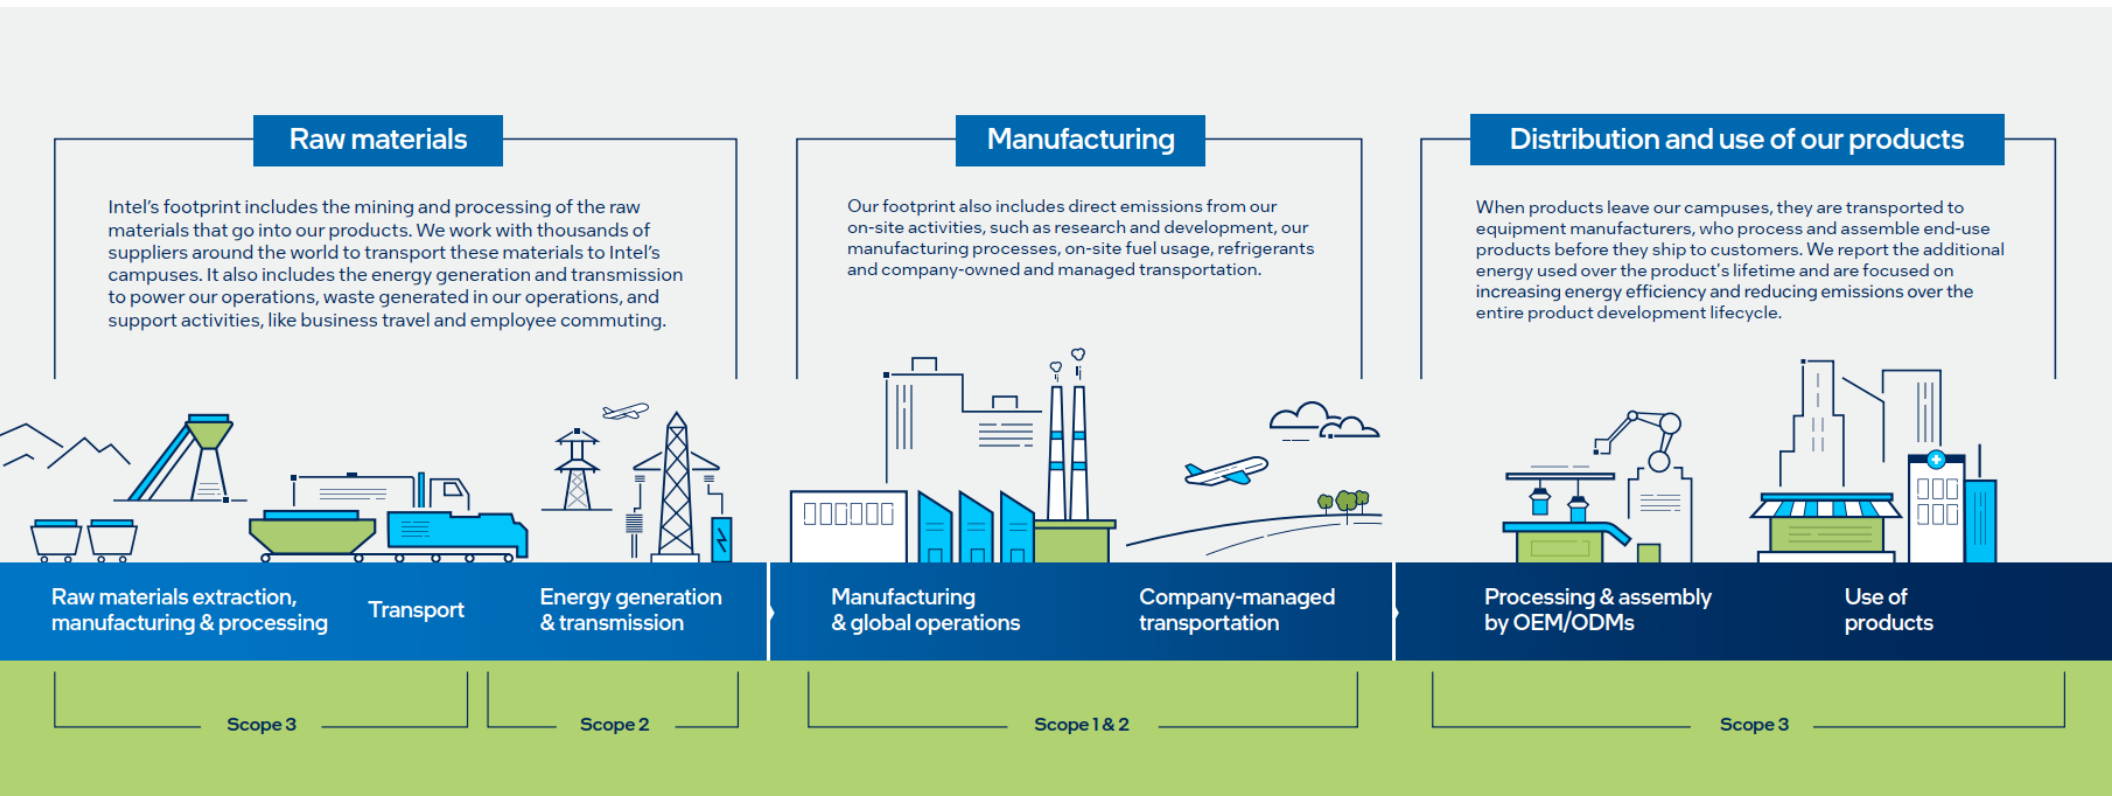 Raw materials
Intel's footprint includes the mining and processing of the raw
materials that go into our products. We work with thousands of
suppliers around the world to transport these materials to Intel's
campuses. It also includes the energy generation and transmission
to power our operations, waste generated in our operations, and
support activities, like business travel and employee commuting.
Manufacturing
Our footprint also includes direct emissions from our
on-site activities, such as research and development, our
manufacturing processes, on-site fuel usage, refrigerants
and company-owned and managed transportation.
Distribution and use of our products
When products leave our campuses, they are transported to
equipment manufacturers, who process and assemble end-use
products before they ship to customers. We report the additional
energy used over the product's lifetime and are focused on
increasing energy efficiency and reducing emissions over the
entire product development lifecycle.
Raw materials extraction,
manufacturing & processing
Transport
Energy generation
& transmission
Manufacturing
& global operations
Company-managed
transportation
Processing & assembly
by OEM/ODMs
Use of
products
Scope 3
Scope 2
Scope 1 & 2
Scope 3